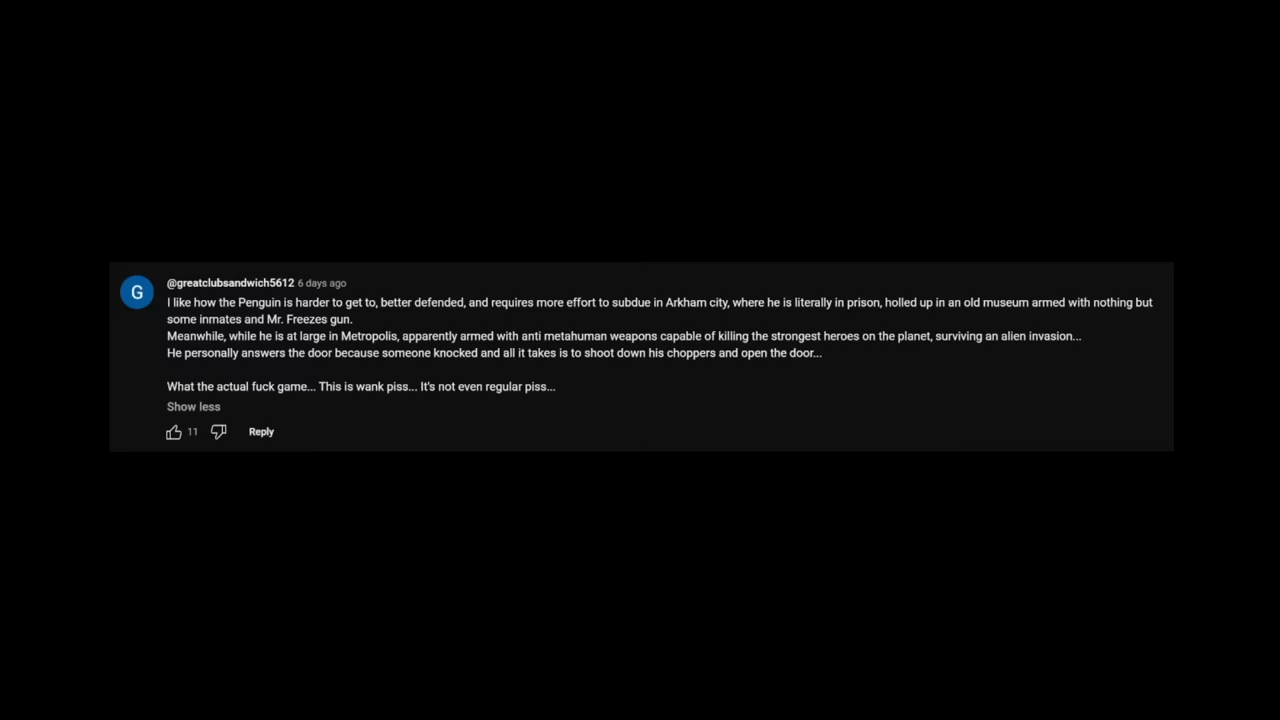 G
@greatclubsandwich5612 6 days ago
I like how the Penguin is harder to get to, better defended, and requires more effort to subdue in Arkham city, where he is literally in prison, holled up in an old museum armed with nothing but
some inmates and Mr. Freezes gun.
Meanwhile, while he is at large in Metropolis, apparently armed with anti metahuman weapons capable of killing the strongest heroes on the planet, surviving an alien invasion...
He personally answers the door because someone knocked and all it takes is to shoot down his choppers and open the door...
What the actual fuck game... This is wank piss... It's not even regular piss...
Show less
11 Reply